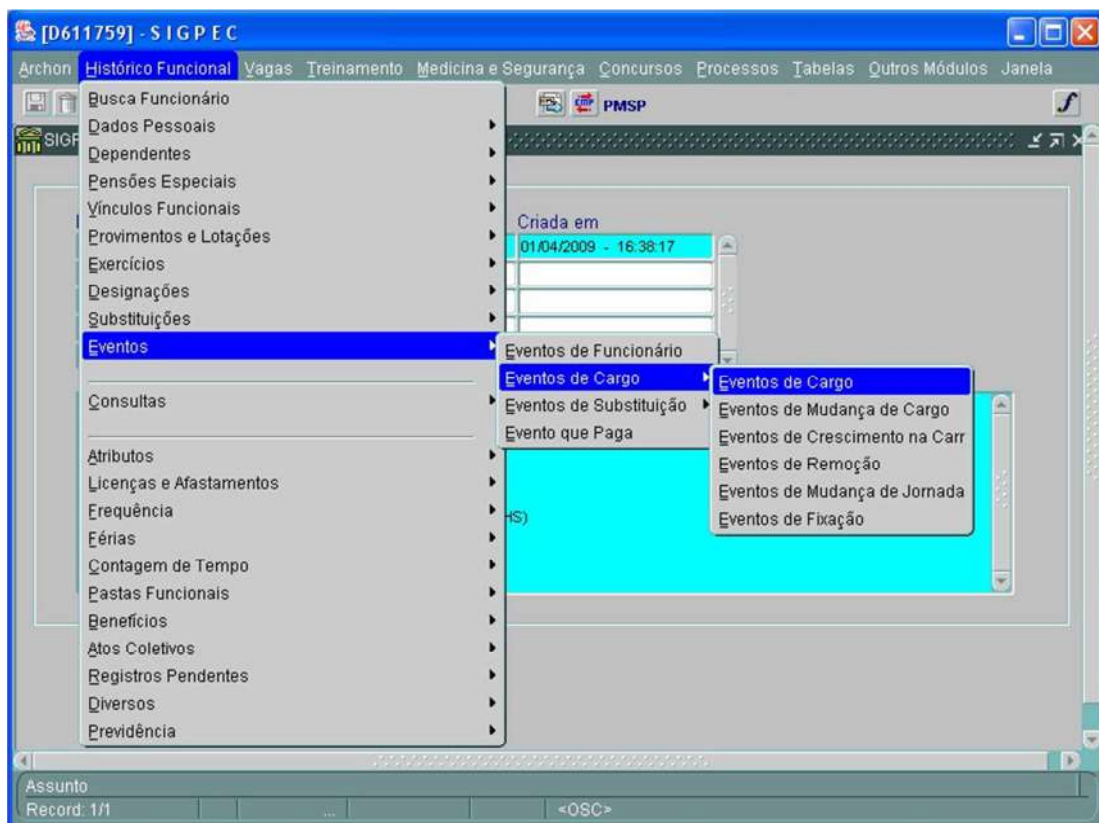 [D611759] - S I G P E C
Archon Histórico Funcional Vagas Treinamento Medicina e Segurança Concursos Processos Tabelas Outros Módulos Janela
PMSP
SIGP
Busca Funcionário
Dados Pessoais
Dependentes
Pensões Especiais
Vínculos Funcionais
Provimentos e Lotações
Exercícios
Designações
Substituições
Eventos
Consultas
Atributos
Licenças e Afastamentos
Frequência
Férias
Contagem de Tempo
Pastas Funcionais
Benefícios
Atos Coletivos
Registros Pendentes
Diversos
Previdência
Criada em
01/04/2009 - 16:38:17
Eventos de Funcionário
Eventos de Cargo
Eventos de Substituição
Evento que Paga
Eventos de Cargo
Eventos de Mudança de Cargo
Eventos de Crescimento na Carr
Eventos de Remoção
Eventos de Mudança de Jornada
Eventos de Fixação
HS)
Assunto
Record: 1/1 ... <OSC>